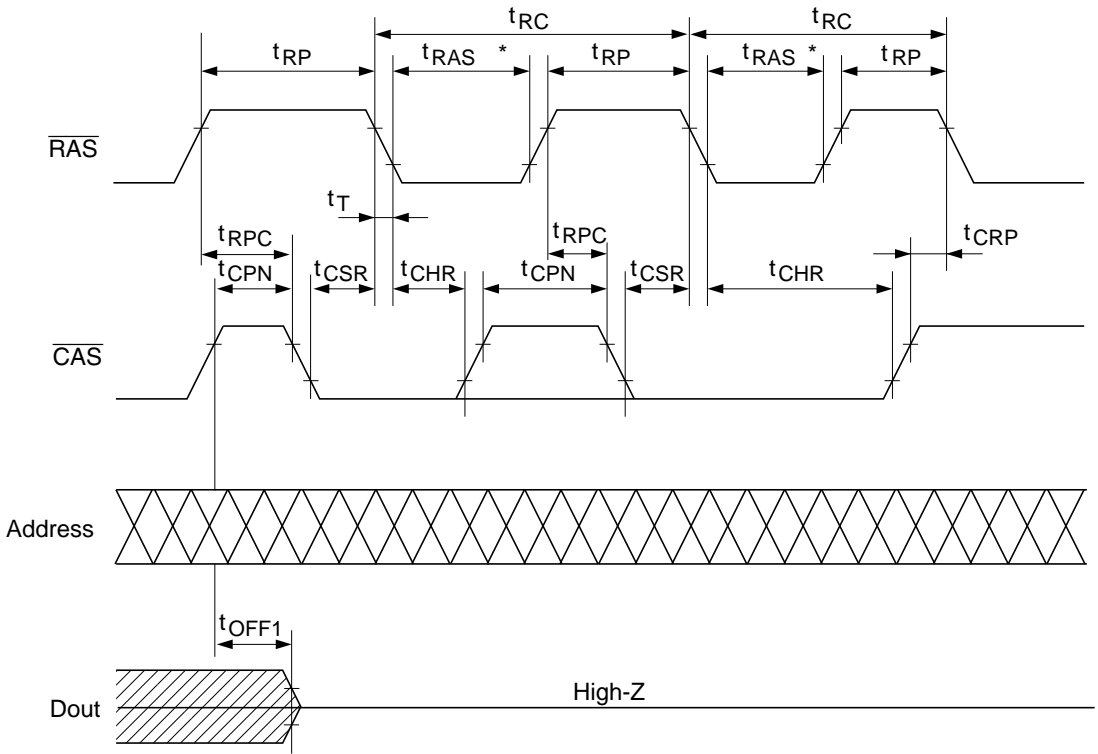 tRC tRC
tRP tRAS * tRP tRAS * tRP
RAS
tT
tRPC tRPC tCRP
tCPN tCSR tCHR tCPN tCSR tCHR
CAS
Address
tOFF1
High-Z
Dout